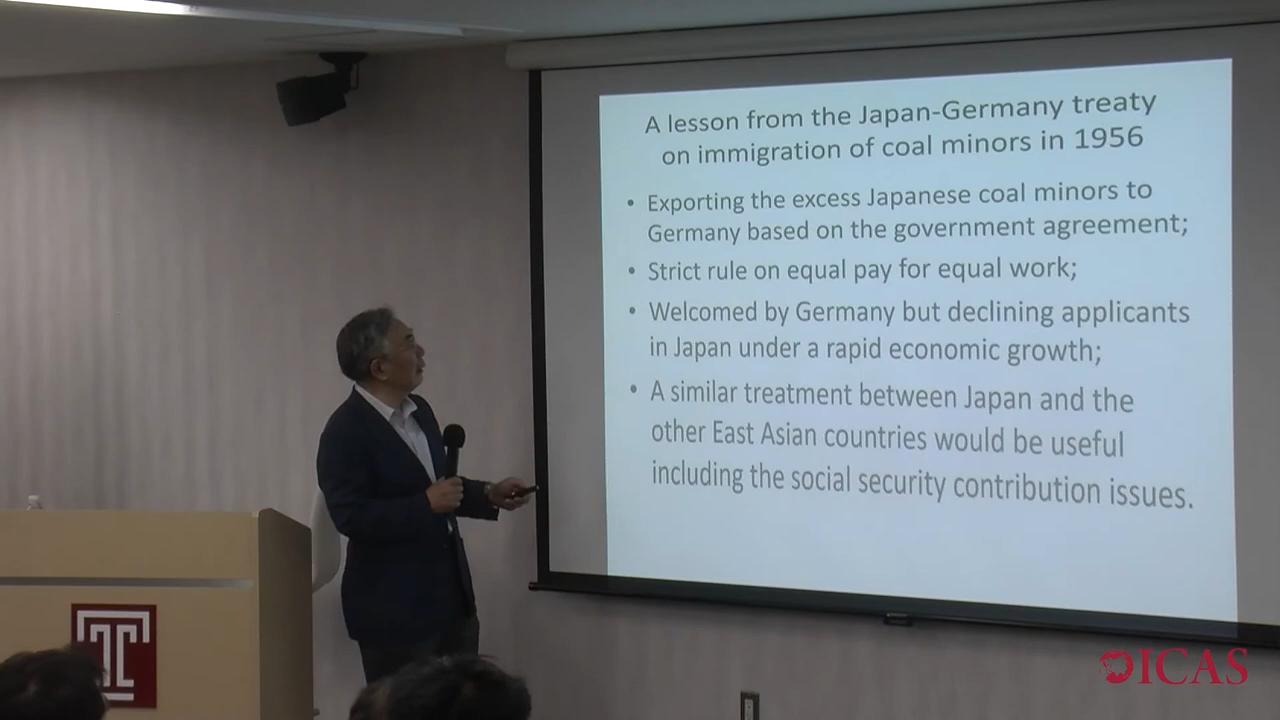 A lesson from the Japan-Germany treaty
on immigration of coal minors in 1956
• Exporting the excess Japanese coal minors to
Germany based on the government agreement;
• Strict rule on equal pay for equal work;
• Welcomed by Germany but declining applicants
in Japan under a rapid economic growth;
• A similar treatment between Japan and the
other East Asian countries would be useful
including the social security contribution issues.
T
ICAS